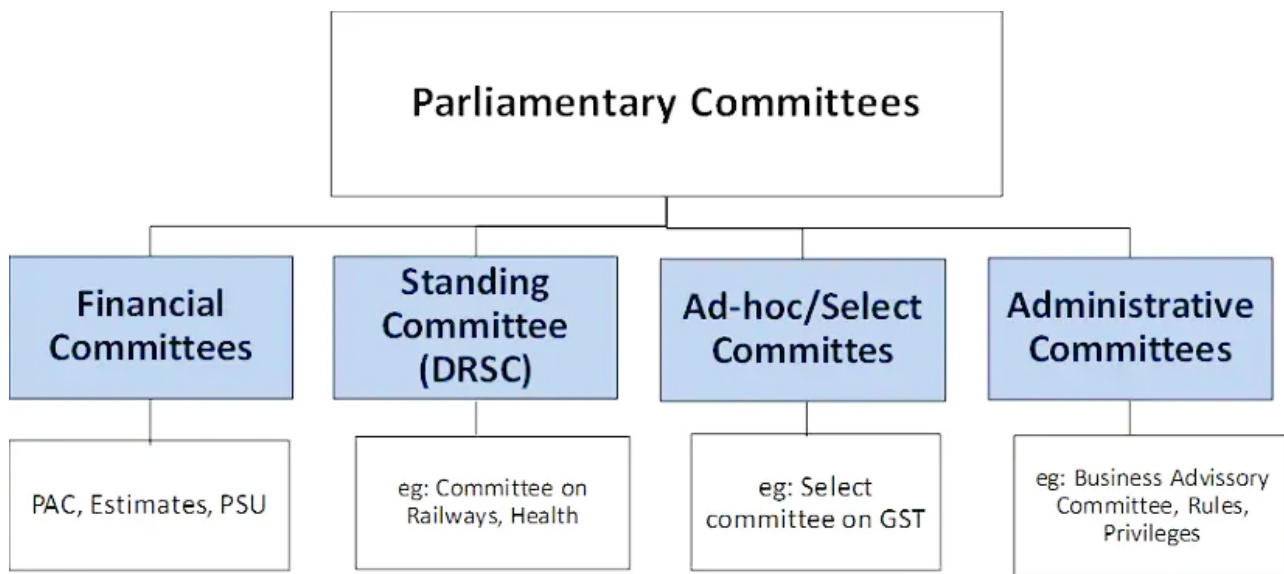 Parliamentary Committees
Financial
Committees
Standing
Committee
(DRSC)
Ad-hoc/Select
Committes
Administrative
Committees
PAC, Estimates, PSU
eg: Committee on
Railways, Health
eg: Select
committee on GST
eg: Business Advissory
Committee, Rules,
Privileges